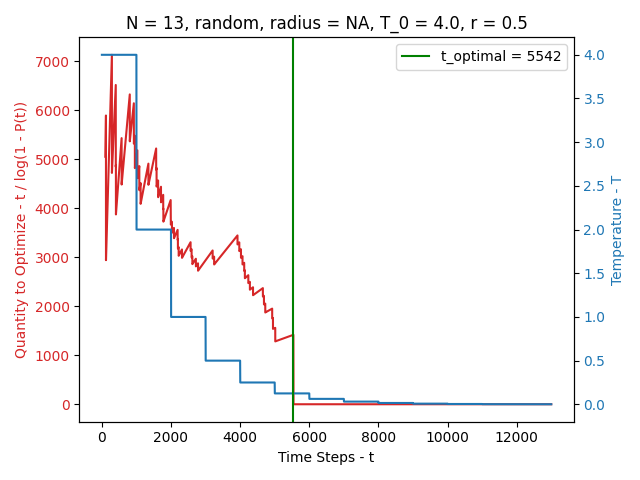 N = 13, random, radius = NA, T_0 = 4.0, r = 0.5
t_optimal = 5542
Quantity to Optimize - t / log(1 - P(t))
7000
6000
5000
4000
3000
2000
1000
0
4.0
3.5
3.0
2.5
2.0
1.5
1.0
0.5
0.0
Temperature - T
0 2000 4000 6000 8000 10000 12000
Time Steps - t